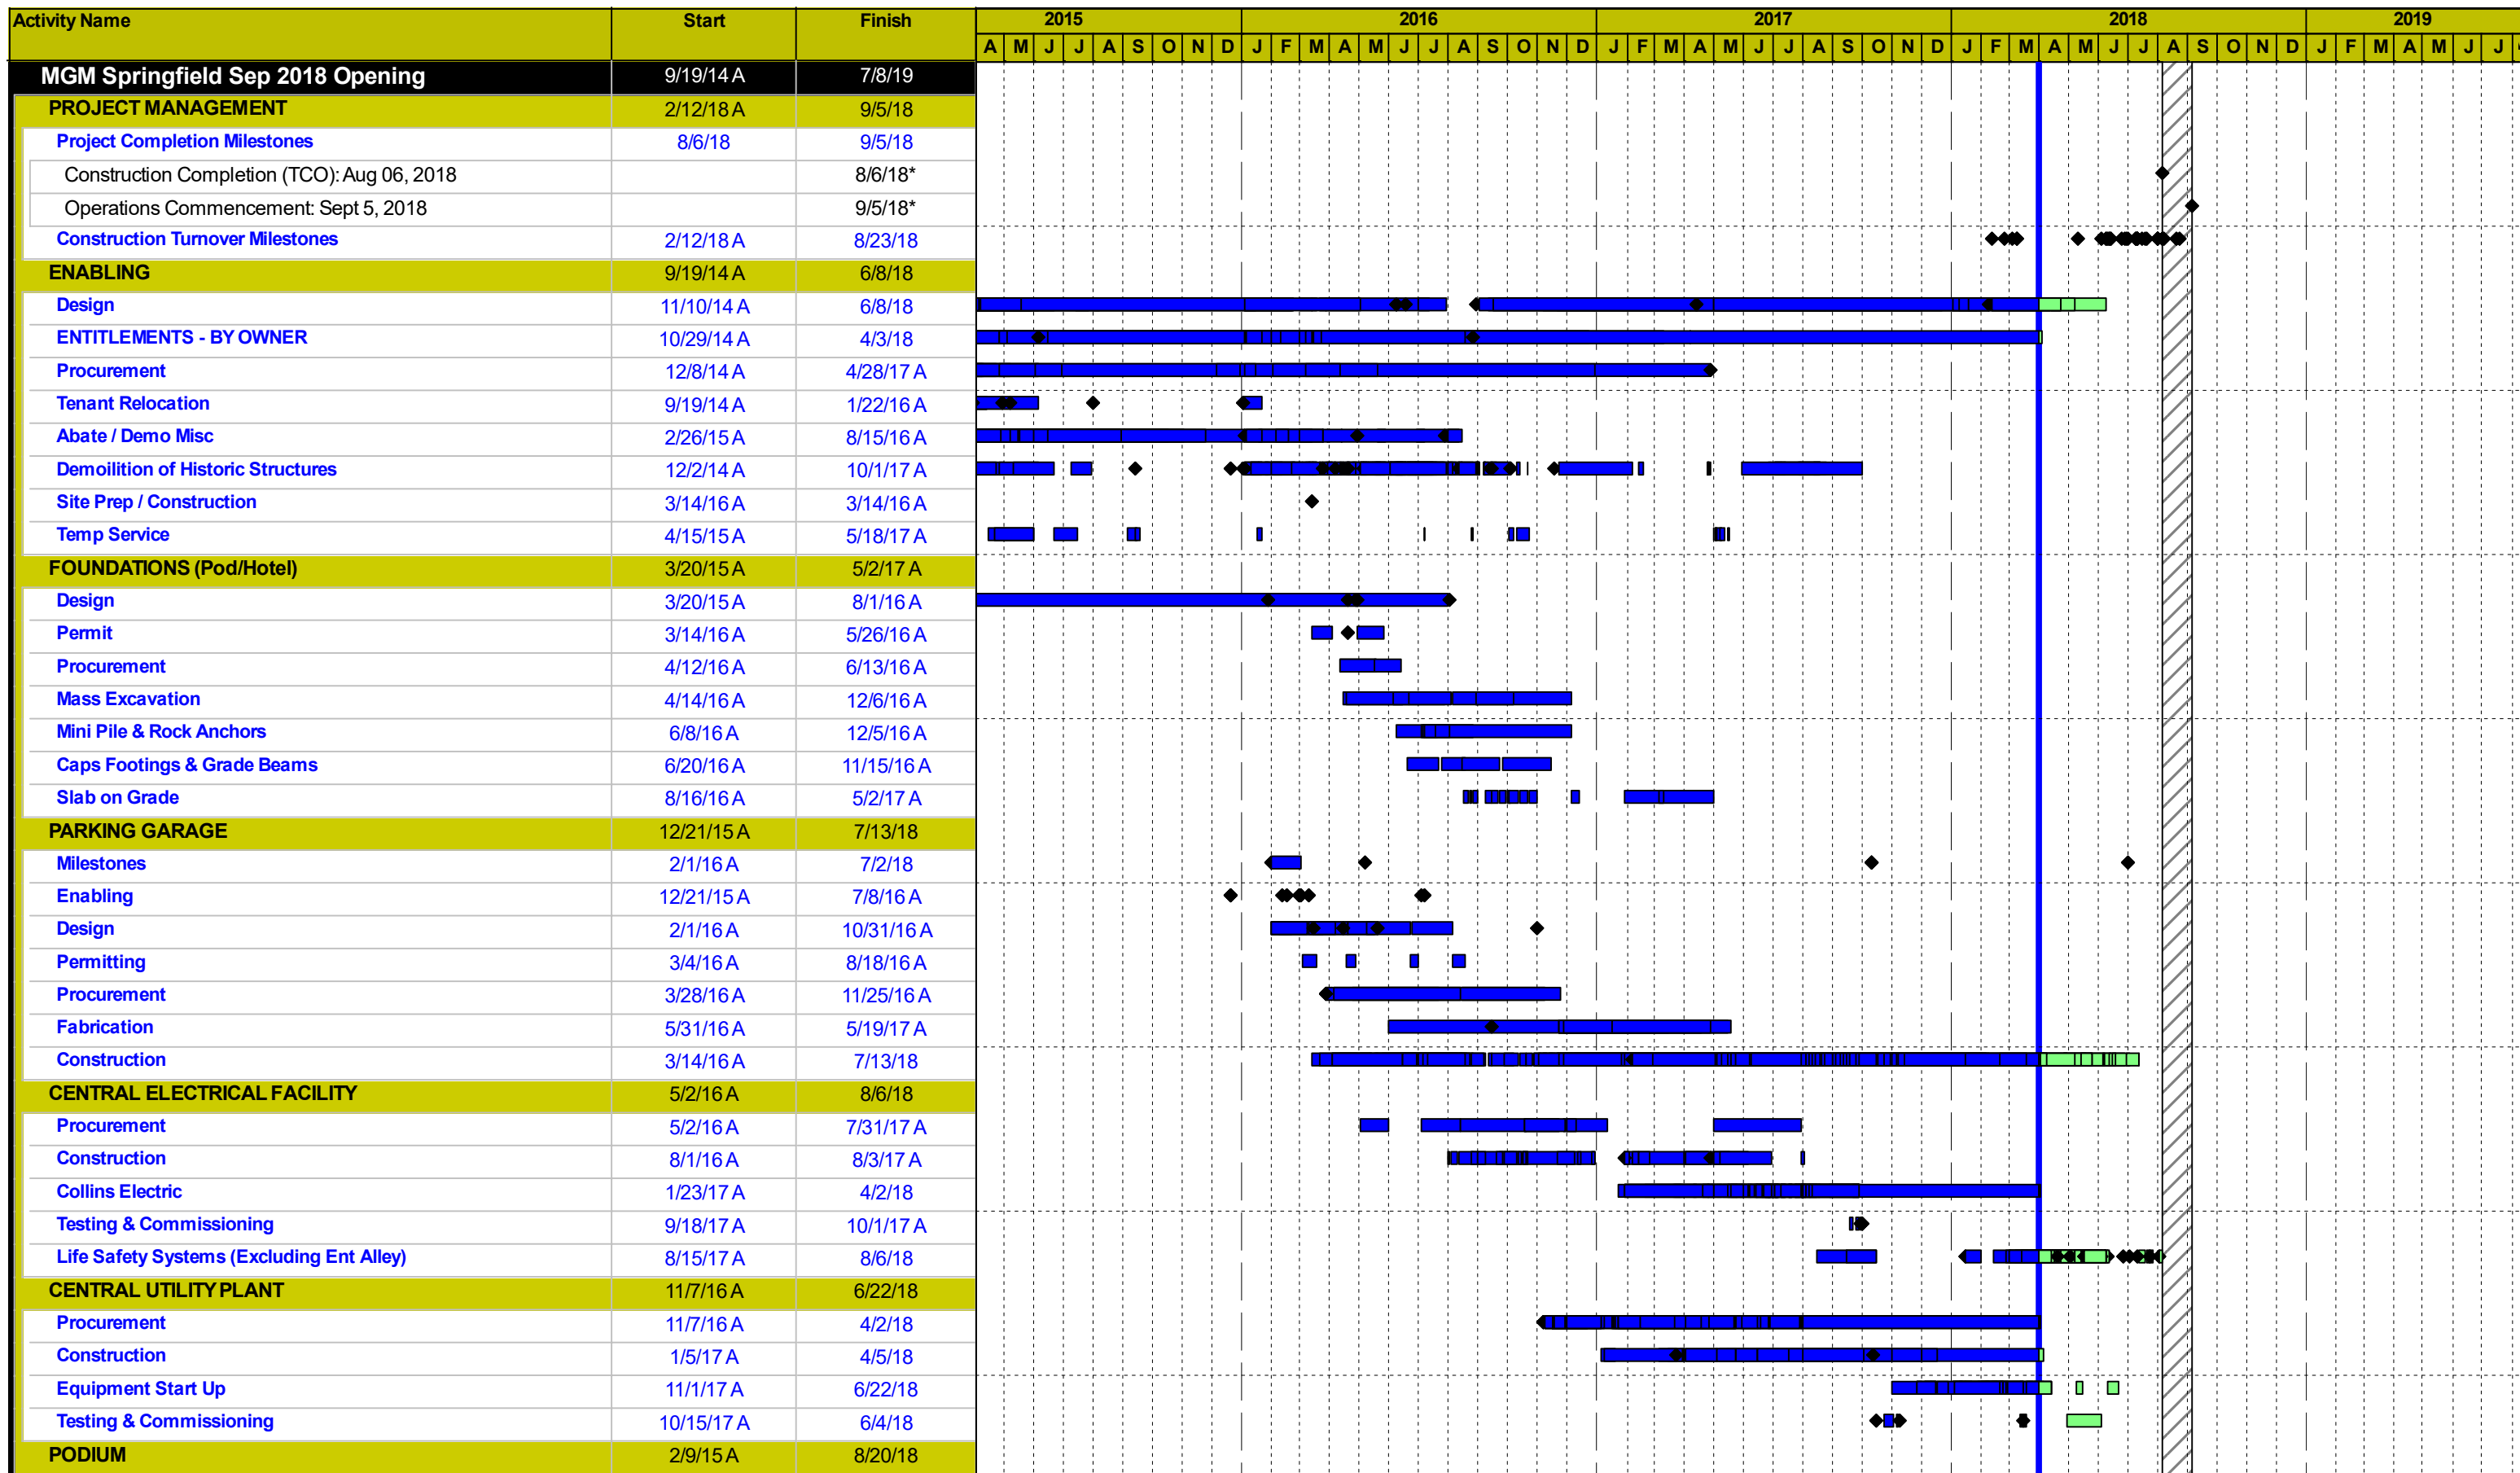 Activity Name Start Finish 2015 2016 2017 2018 2019
A M J J A S O N D J F M A M J J A S O N D J F M A M J J A S O N D J F M A M J J A S O N D J F M A M J J
MGM Springfield Sep 2018 Opening 9/19/14 A 7/8/19
PROJECT MANAGEMENT 2/12/18 A 9/5/18
Project Completion Milestones 8/6/18 9/5/18
Construction Completion (TCO): Aug 06, 2018 8/6/18*
Operations Commencement: Sept 5, 2018 9/5/18*
Construction Turnover Milestones 2/12/18 A 8/23/18
ENABLING 9/19/14 A 6/8/18
Design 11/10/14 A 6/8/18
ENTITLEMENTS - BY OWNER 10/29/14 A 4/3/18
Procurement 12/8/14 A 4/28/17 A
Tenant Relocation 9/19/14 A 1/22/16 A
Abate / Demo Misc 2/26/15 A 8/15/16 A
Demoilition of Historic Structures 12/2/14 A 10/1/17 A
Site Prep / Construction 3/14/16 A 3/14/16 A
Temp Service 4/15/15 A 5/18/17 A
FOUNDATIONS (Pod/Hotel) 3/20/15 A 5/2/17 A
Design 3/20/15 A 8/1/16 A
Permit 3/14/16 A 5/26/16 A
Procurement 4/12/16 A 6/13/16 A
Mass Excavation 4/14/16 A 12/6/16 A
Mini Pile & Rock Anchors 6/8/16 A 12/5/16 A
Caps Footings & Grade Beams 6/20/16 A 11/15/16 A
Slab on Grade 8/16/16 A 5/2/17 A
PARKING GARAGE 12/21/15 A 7/13/18
Milestones 2/1/16 A 7/2/18
Enabling 12/21/15 A 7/8/16 A
Design 2/1/16 A 10/31/16 A
Permitting 3/4/16 A 8/18/16 A
Procurement 3/28/16 A 11/25/16 A
Fabrication 5/31/16 A 5/19/17 A
Construction 3/14/16 A 7/13/18
CENTRAL ELECTRICAL FACILITY 5/2/16 A 8/6/18
Procurement 5/2/16 A 7/31/17 A
Construction 8/1/16 A 8/3/17 A
Collins Electric 1/23/17 A 4/2/18
Testing & Commissioning 9/18/17 A 10/1/17 A
Life Safety Systems (Excluding Ent Alley) 8/15/17 A 8/6/18
CENTRAL UTILITY PLANT 11/7/16 A 6/22/18
Procurement 11/7/16 A 4/2/18
Construction 1/5/17 A 4/5/18
Equipment Start Up 11/1/17 A 6/22/18
Testing & Commissioning 10/15/17 A 6/4/18
PODIUM 2/9/15 A 8/20/18